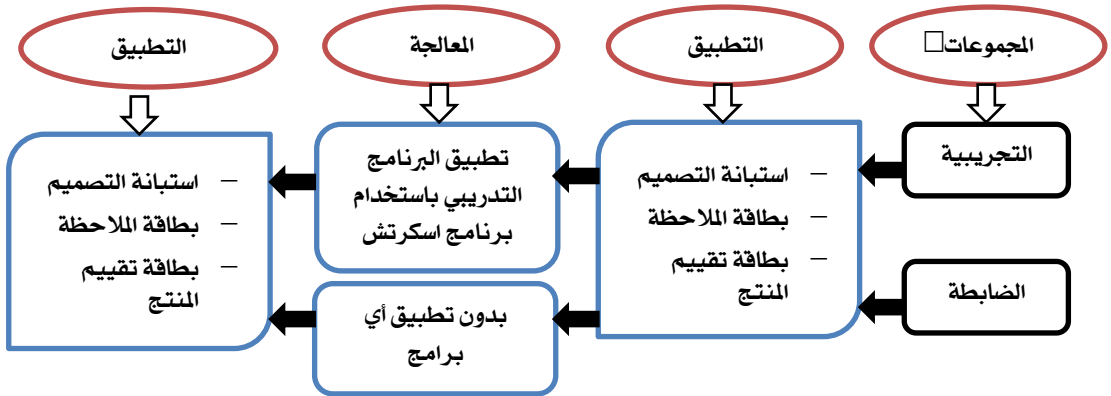 المجموعات
التطبيق
المعالجة
التطبيق
التجريبية
الضابطة
– استبانة التصميم
– بطاقة الملاحظة
– بطاقة تقييم
المنتج
تطبيق البرنامج
التدريبي باستخدام
برنامج اسكرتش
بدون تطبيق أي
برامج
– استبانة التصميم
– بطاقة الملاحظة
– بطاقة تقييم
المنتج